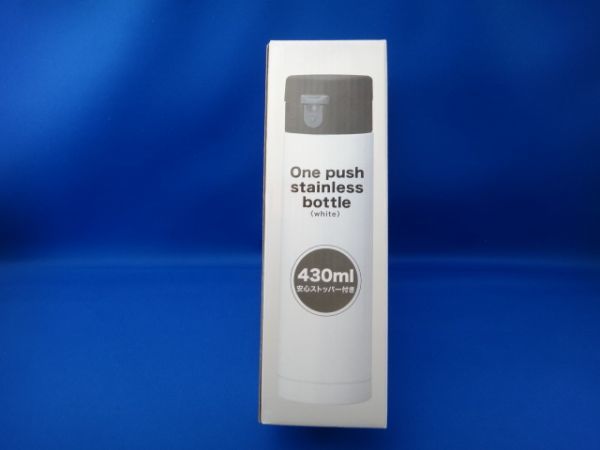 One push
stainless
bottle
(white)
430ml
安心ストッパー付き